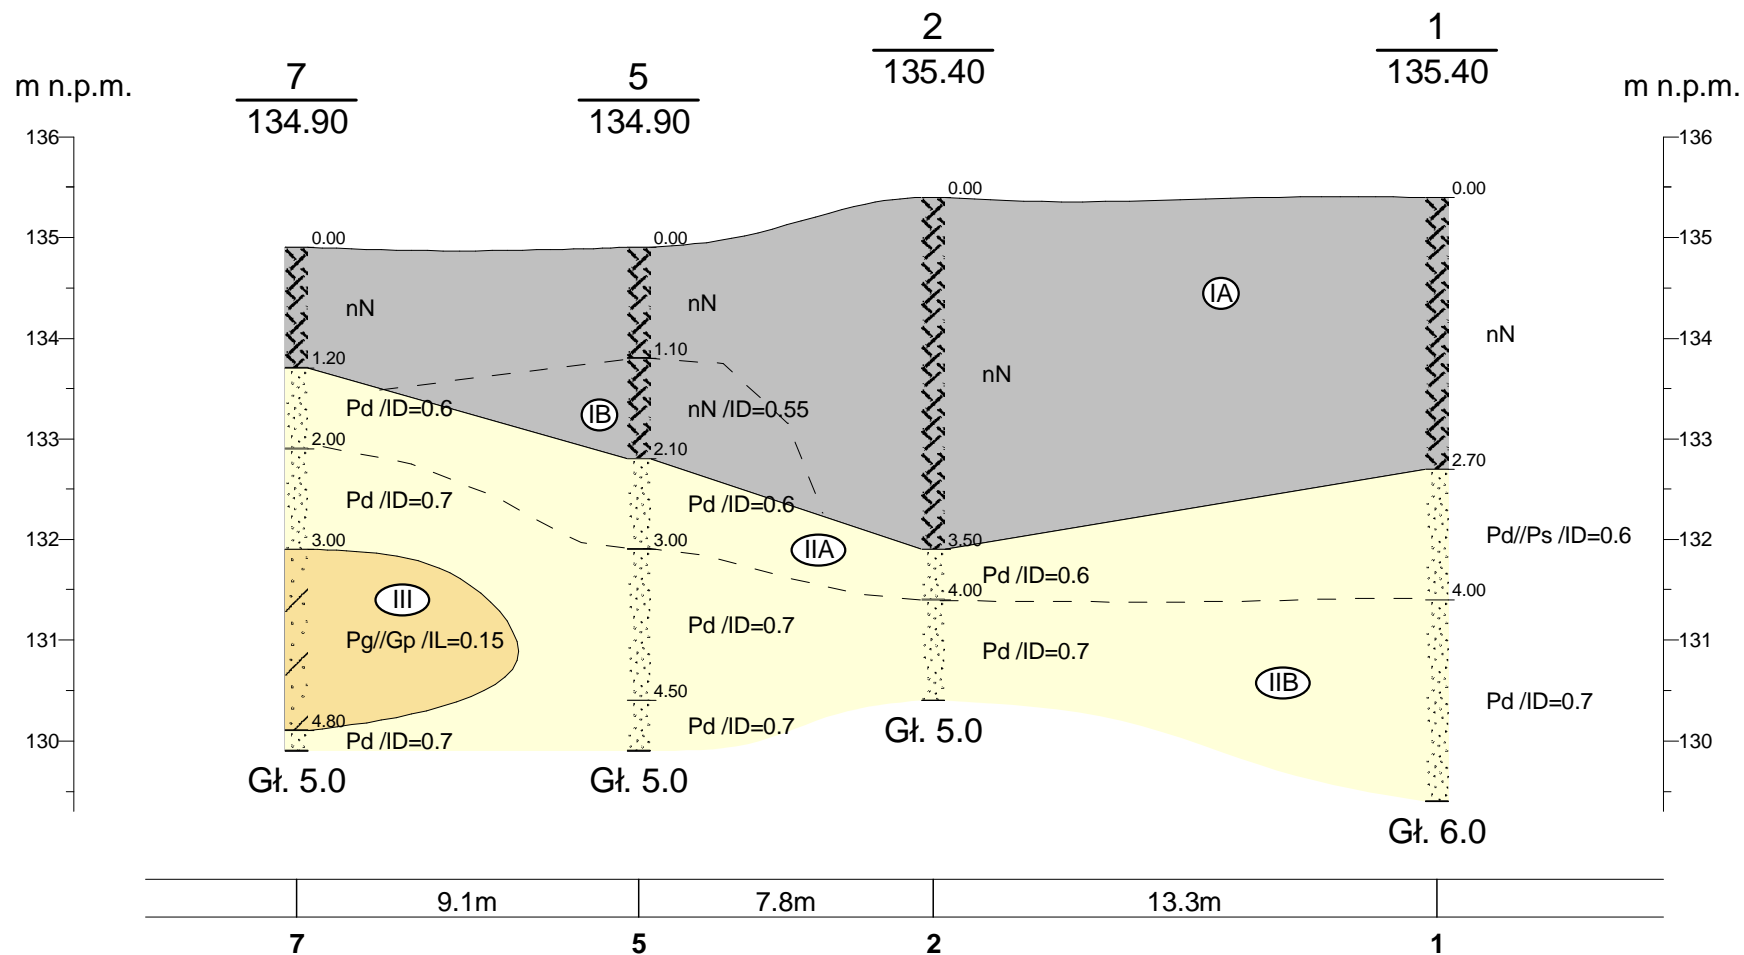 2
1
135.40
135.40
7
5
m n.p.m.
m n.p.m.
134.90
134.90
136
136
0.00
0.00
135
0.00
0.00
135
IA
nN
nN
134
nN
134
1.20
1.10
nN
Pd /ID=0.6
IB
nN /ID=0.55
133
2.00
2.10
2.70
133
Pd /ID=0.7
Pd /ID=0.6
132
3.00
3.00
IIA
3.50
Pd//Ps /ID=0.6
132
Pd /ID=0.6
III
4.00
4.00
131
Pg//Gp /IL=0.15
Pd /ID=0.7
Pd /ID=0.7
131
IIB
4.50
Pd /ID=0.7
4.80
130
Pd /ID=0.7
Pd /ID=0.7
Gł. 5.0
130
Gł. 5.0
Gł. 5.0
Gł. 6.0
9.1m
7.8m
13.3m
7
5
2
1